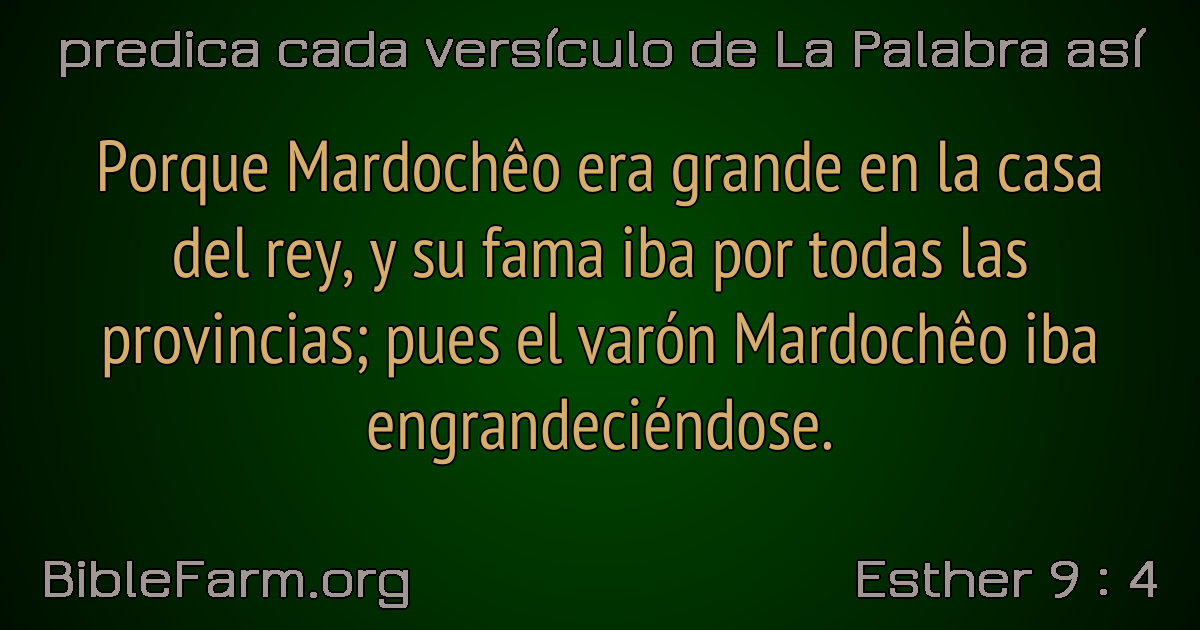 predica cada versículo de La Palabra así
Porque Mardochêo era grande en la casa
del rey, y su fama iba por todas las
provincias; pues el varón Mardochêo iba
engrandeciéndose.
BibleFarm.org
Esther 9 : 4